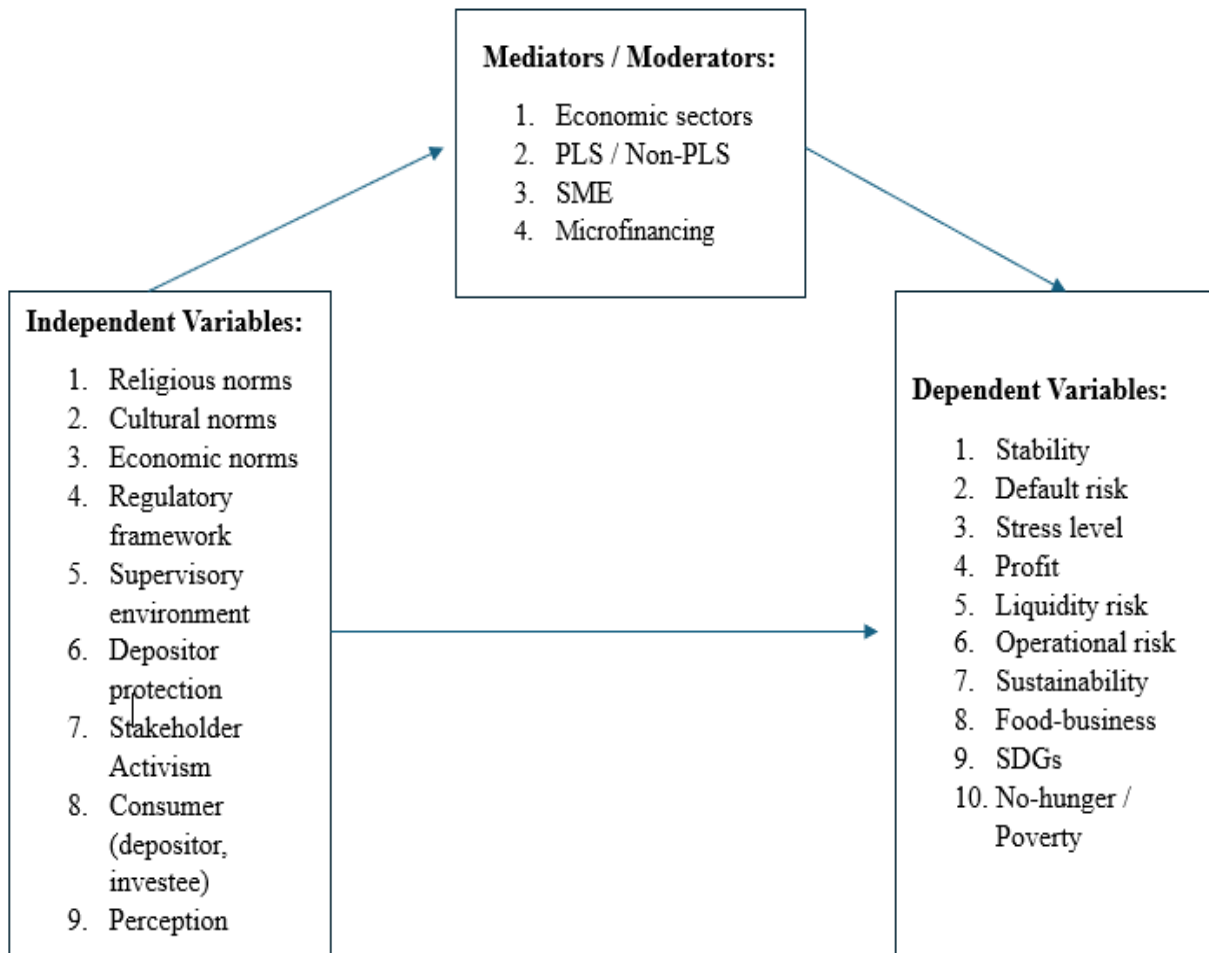 Mediators / Moderators:
1. Economic sectors
2. PLS / Non-PLS
3. SME
4. Microfinancing
Independent Variables:
1. Religious norms
2. Cultural norms
3. Economic norms
4. Regulatory
framework
5. Supervisory
environment
6. Depositor
protection
7. Stakeholder
Activism
8. Consumer
(depositor,
investee)
9. Perception
Dependent Variables:
1. Stability
2. Default risk
3. Stress level
4. Profit
5. Liquidity risk
6. Operational risk
7. Sustainability
8. Food-business
9. SDGs
10. No-hunger /
Poverty